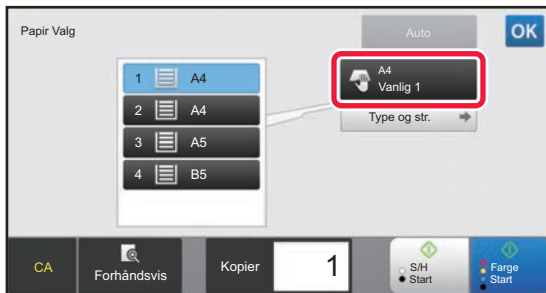 Papir Valg
Auto
OK
1 A4
2 A4
3 A5
4 B5
A4
Vanlig 1
Type og str.
CA
Forhåndsvis
Kopier
1
S/H
Start
Farge
Start